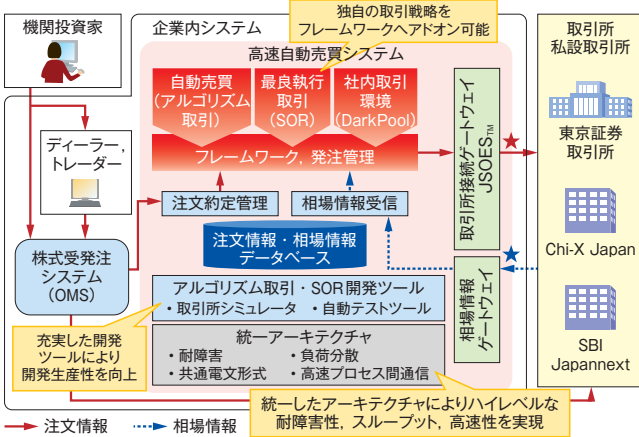 機関投資家
企業内システム
独自の取引戦略を
フレームワークへアドオン可能
取引所
私設取引所
高速自動売買システム
自動売買
(アルゴリズム
取引)
最良執行
取引
(SOR)
社内取引
環境
(DarkPool)
フレームワーク, 発注管理
ディーラー,
トレーダー
注文約定管理
相場情報受信
注文情報・相場情報
データベース
取引所接続ゲートウェイ
JSOES™
東京証券
取引所
Chi-X Japan
株式受発注
システム
(OMS)
アルゴリズム取引・SOR開発ツール
・取引所シミュレータ ・自動テストツール
相場情報
ゲートウェイ
SBI
Japannext
充実した開発
ツールにより
開発生産性を向上
統一アーキテクチャ
・耐障害 ・負荷分散
・共通電文形式 ・高速プロセス間通信
統一したアーキテクチャによりハイレベルな
耐障害性, スループット, 高速性を実現
注文情報 相場情報